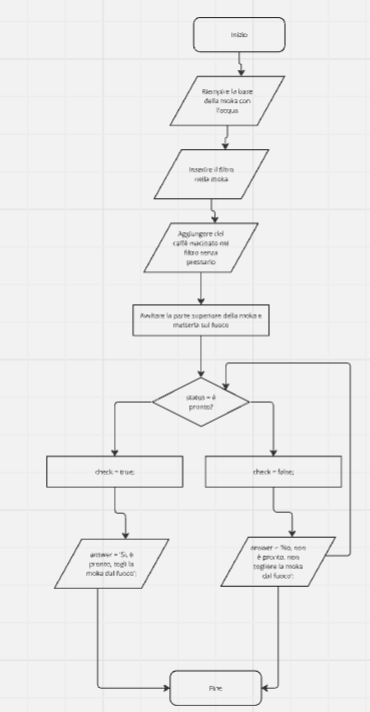 Inizio
Riempire la base
della moka con
l'acqua
Inserire il filtro
nella moka
Aggiungere del
caffè macinato nel
filtro senza
pressarlo
Avvitare la parte superiore della moka e
metterla sul fuoco
status = è
pronto?
check = true;
check = false;
answer = 'Si, è
pronto, togli la
moka dal fuoco';
answer = 'No, non
è pronto, non
togliere la moka
dal fuoco';
Fine